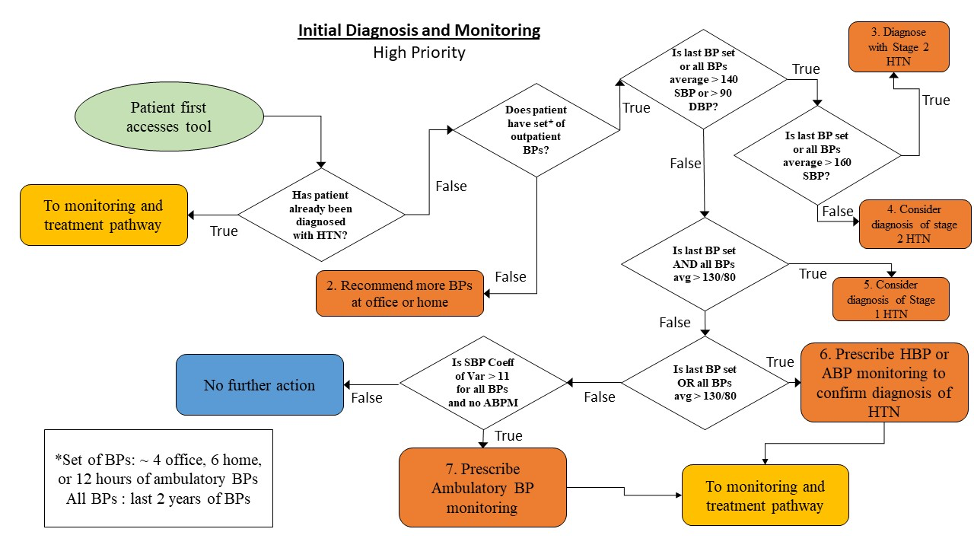 Initial Diagnosis and Monitoring
High Priority
Patient first
accesses tool
Has patient
already been
diagnosed
with HTN?
True
To monitoring and
treatment pathway
False
Does patient
have set* of
outpatient
BPs?
False
2. Recommend more BPs
at office or home
True
Is last BP set
or all BPs
average > 140
SBP or > 90
DBP?
True
Is last BP set
or all BPs
average > 160
SBP?
True
3. Diagnose
with Stage 2
HTN
False
4. Consider
diagnosis of stage
2 HTN
False
Is last BP set
AND all BPs
avg > 130/80
True
5. Consider
diagnosis of Stage
1 HTN
False
Is last BP set
OR all BPs
avg > 130/80
True
6. Prescribe HBP or
ABP monitoring to
confirm diagnosis of
HTN
False
Is SBP Coeff
of Var > 11
for all BPs
and no ABPM
False
No further action
True
7. Prescribe
Ambulatory BP
monitoring
To monitoring and
treatment pathway
*Set of BPs: ~ 4 office, 6 home,
or 12 hours of ambulatory BPs
All BPs : last 2 years of BPs